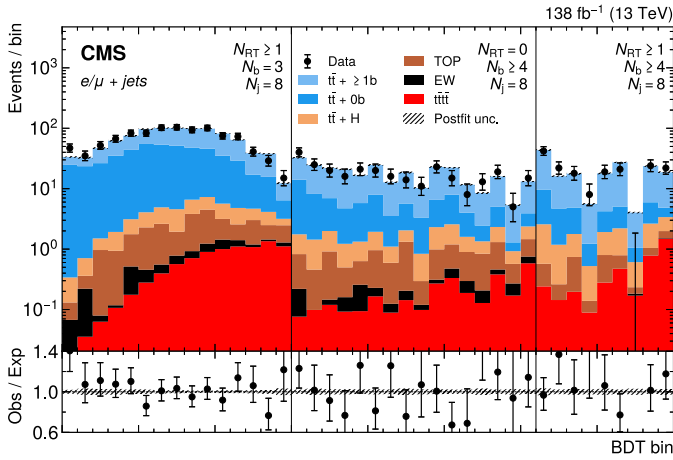 138 fb⁻¹ (13 TeV)
Events / bin
10³
10²
10¹
10⁰
10⁻¹
CMS
e/μ + jets
N_RT ≥ 1
N_b = 3
N_j = 8
Data
tt̄ + ≥ 1b
tt̄ + 0b
tt̄ + H
TOP
EW
tt̄tt̄
Postfit unc.
N_RT = 0
N_b ≥ 4
N_j = 8
N_RT ≥ 1
N_b ≥ 4
N_j = 8
Obs / Exp
1.4
1.0
0.6
BDT bin